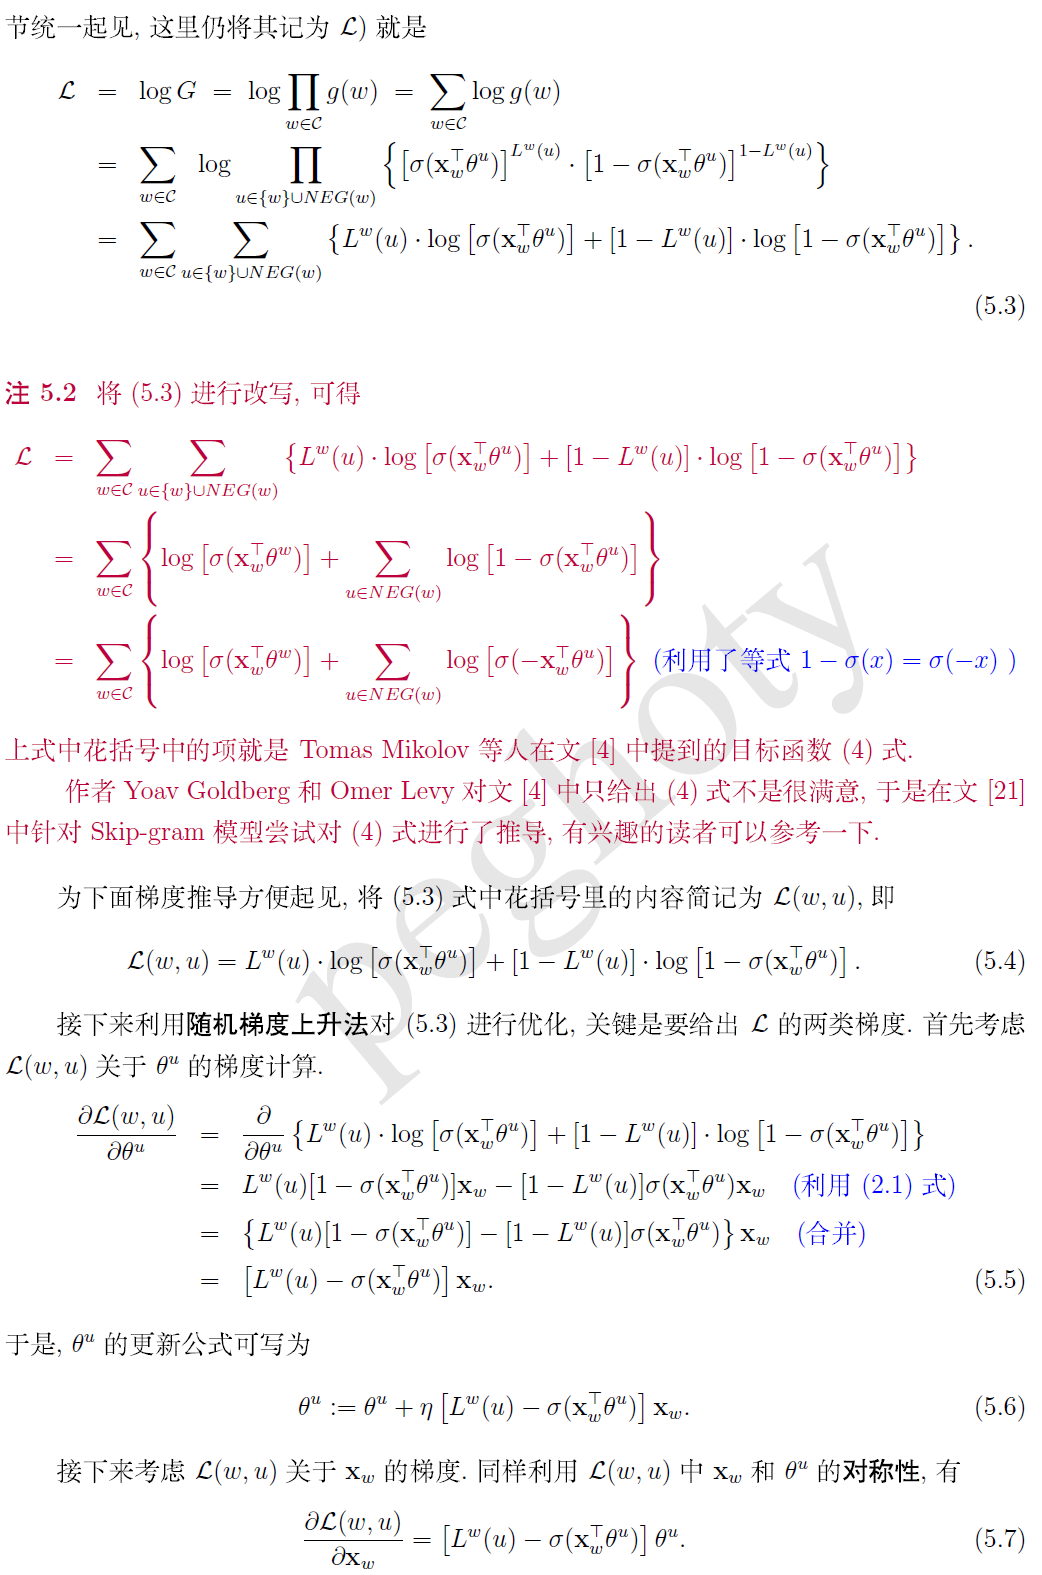 节统一起见, 这里仍将其记为 𝓛) 就是
𝓛 = log G = log ∏_{w∈𝒞} g(w) = ∑_{w∈𝒞} log g(w)
= ∑_{w∈𝒞} log ∏_{u∈{w}∪NEG(w)} {[σ(𝐱_w^⊤θ^u)]^{L^w(u)} · [1 − σ(𝐱_w^⊤θ^u)]^{1−L^w(u)}}
= ∑_{w∈𝒞} ∑_{u∈{w}∪NEG(w)} {L^w(u) · log [σ(𝐱_w^⊤θ^u)] + [1 − L^w(u)] · log [1 − σ(𝐱_w^⊤θ^u)]} .
(5.3)
注 5.2 将 (5.3) 进行改写, 可得
𝓛 = ∑_{w∈𝒞} ∑_{u∈{w}∪NEG(w)} {L^w(u) · log [σ(𝐱_w^⊤θ^u)] + [1 − L^w(u)] · log [1 − σ(𝐱_w^⊤θ^u)]}
= ∑_{w∈𝒞} {log [σ(𝐱_w^⊤θ^w)] + ∑_{u∈NEG(w)} log [1 − σ(𝐱_w^⊤θ^u)]}
= ∑_{w∈𝒞} {log [σ(𝐱_w^⊤θ^w)] + ∑_{u∈NEG(w)} log [σ(−𝐱_w^⊤θ^u)]} (利用了等式 1 − σ(x) = σ(−x) )
上式中花括号中的项就是 Tomas Mikolov 等人在文 [4] 中提到的目标函数 (4) 式.
作者 Yoav Goldberg 和 Omer Levy 对文 [4] 中只给出 (4) 式不是很满意, 于是在文 [21]
中针对 Skip-gram 模型尝试对 (4) 式进行了推导, 有兴趣的读者可以参考一下.
为下面梯度推导方便起见, 将 (5.3) 式中花括号里的内容简记为 𝓛(w, u), 即
𝓛(w, u) = L^w(u) · log [σ(𝐱_w^⊤θ^u)] + [1 − L^w(u)] · log [1 − σ(𝐱_w^⊤θ^u)] . (5.4)
接下来利用随机梯度上升法对 (5.3) 进行优化, 关键是要给出 𝓛 的两类梯度. 首先考虑
𝓛(w, u) 关于 θ^u 的梯度计算.
∂𝓛(w, u)/∂θ^u = ∂/∂θ^u {L^w(u) · log [σ(𝐱_w^⊤θ^u)] + [1 − L^w(u)] · log [1 − σ(𝐱_w^⊤θ^u)]}
= L^w(u)[1 − σ(𝐱_w^⊤θ^u)]𝐱_w − [1 − L^w(u)]σ(𝐱_w^⊤θ^u)𝐱_w (利用 (2.1) 式)
= {L^w(u)[1 − σ(𝐱_w^⊤θ^u)] − [1 − L^w(u)]σ(𝐱_w^⊤θ^u)} 𝐱_w (合并)
= [L^w(u) − σ(𝐱_w^⊤θ^u)] 𝐱_w. (5.5)
于是, θ^u 的更新公式可写为
θ^u := θ^u + η [L^w(u) − σ(𝐱_w^⊤θ^u)] 𝐱_w. (5.6)
接下来考虑 𝓛(w, u) 关于 𝐱_w 的梯度. 同样利用 𝓛(w, u) 中 𝐱_w 和 θ^u 的对称性, 有
∂𝓛(w, u)/∂𝐱_w = [L^w(u) − σ(𝐱_w^⊤θ^u)] θ^u. (5.7)
peghoty